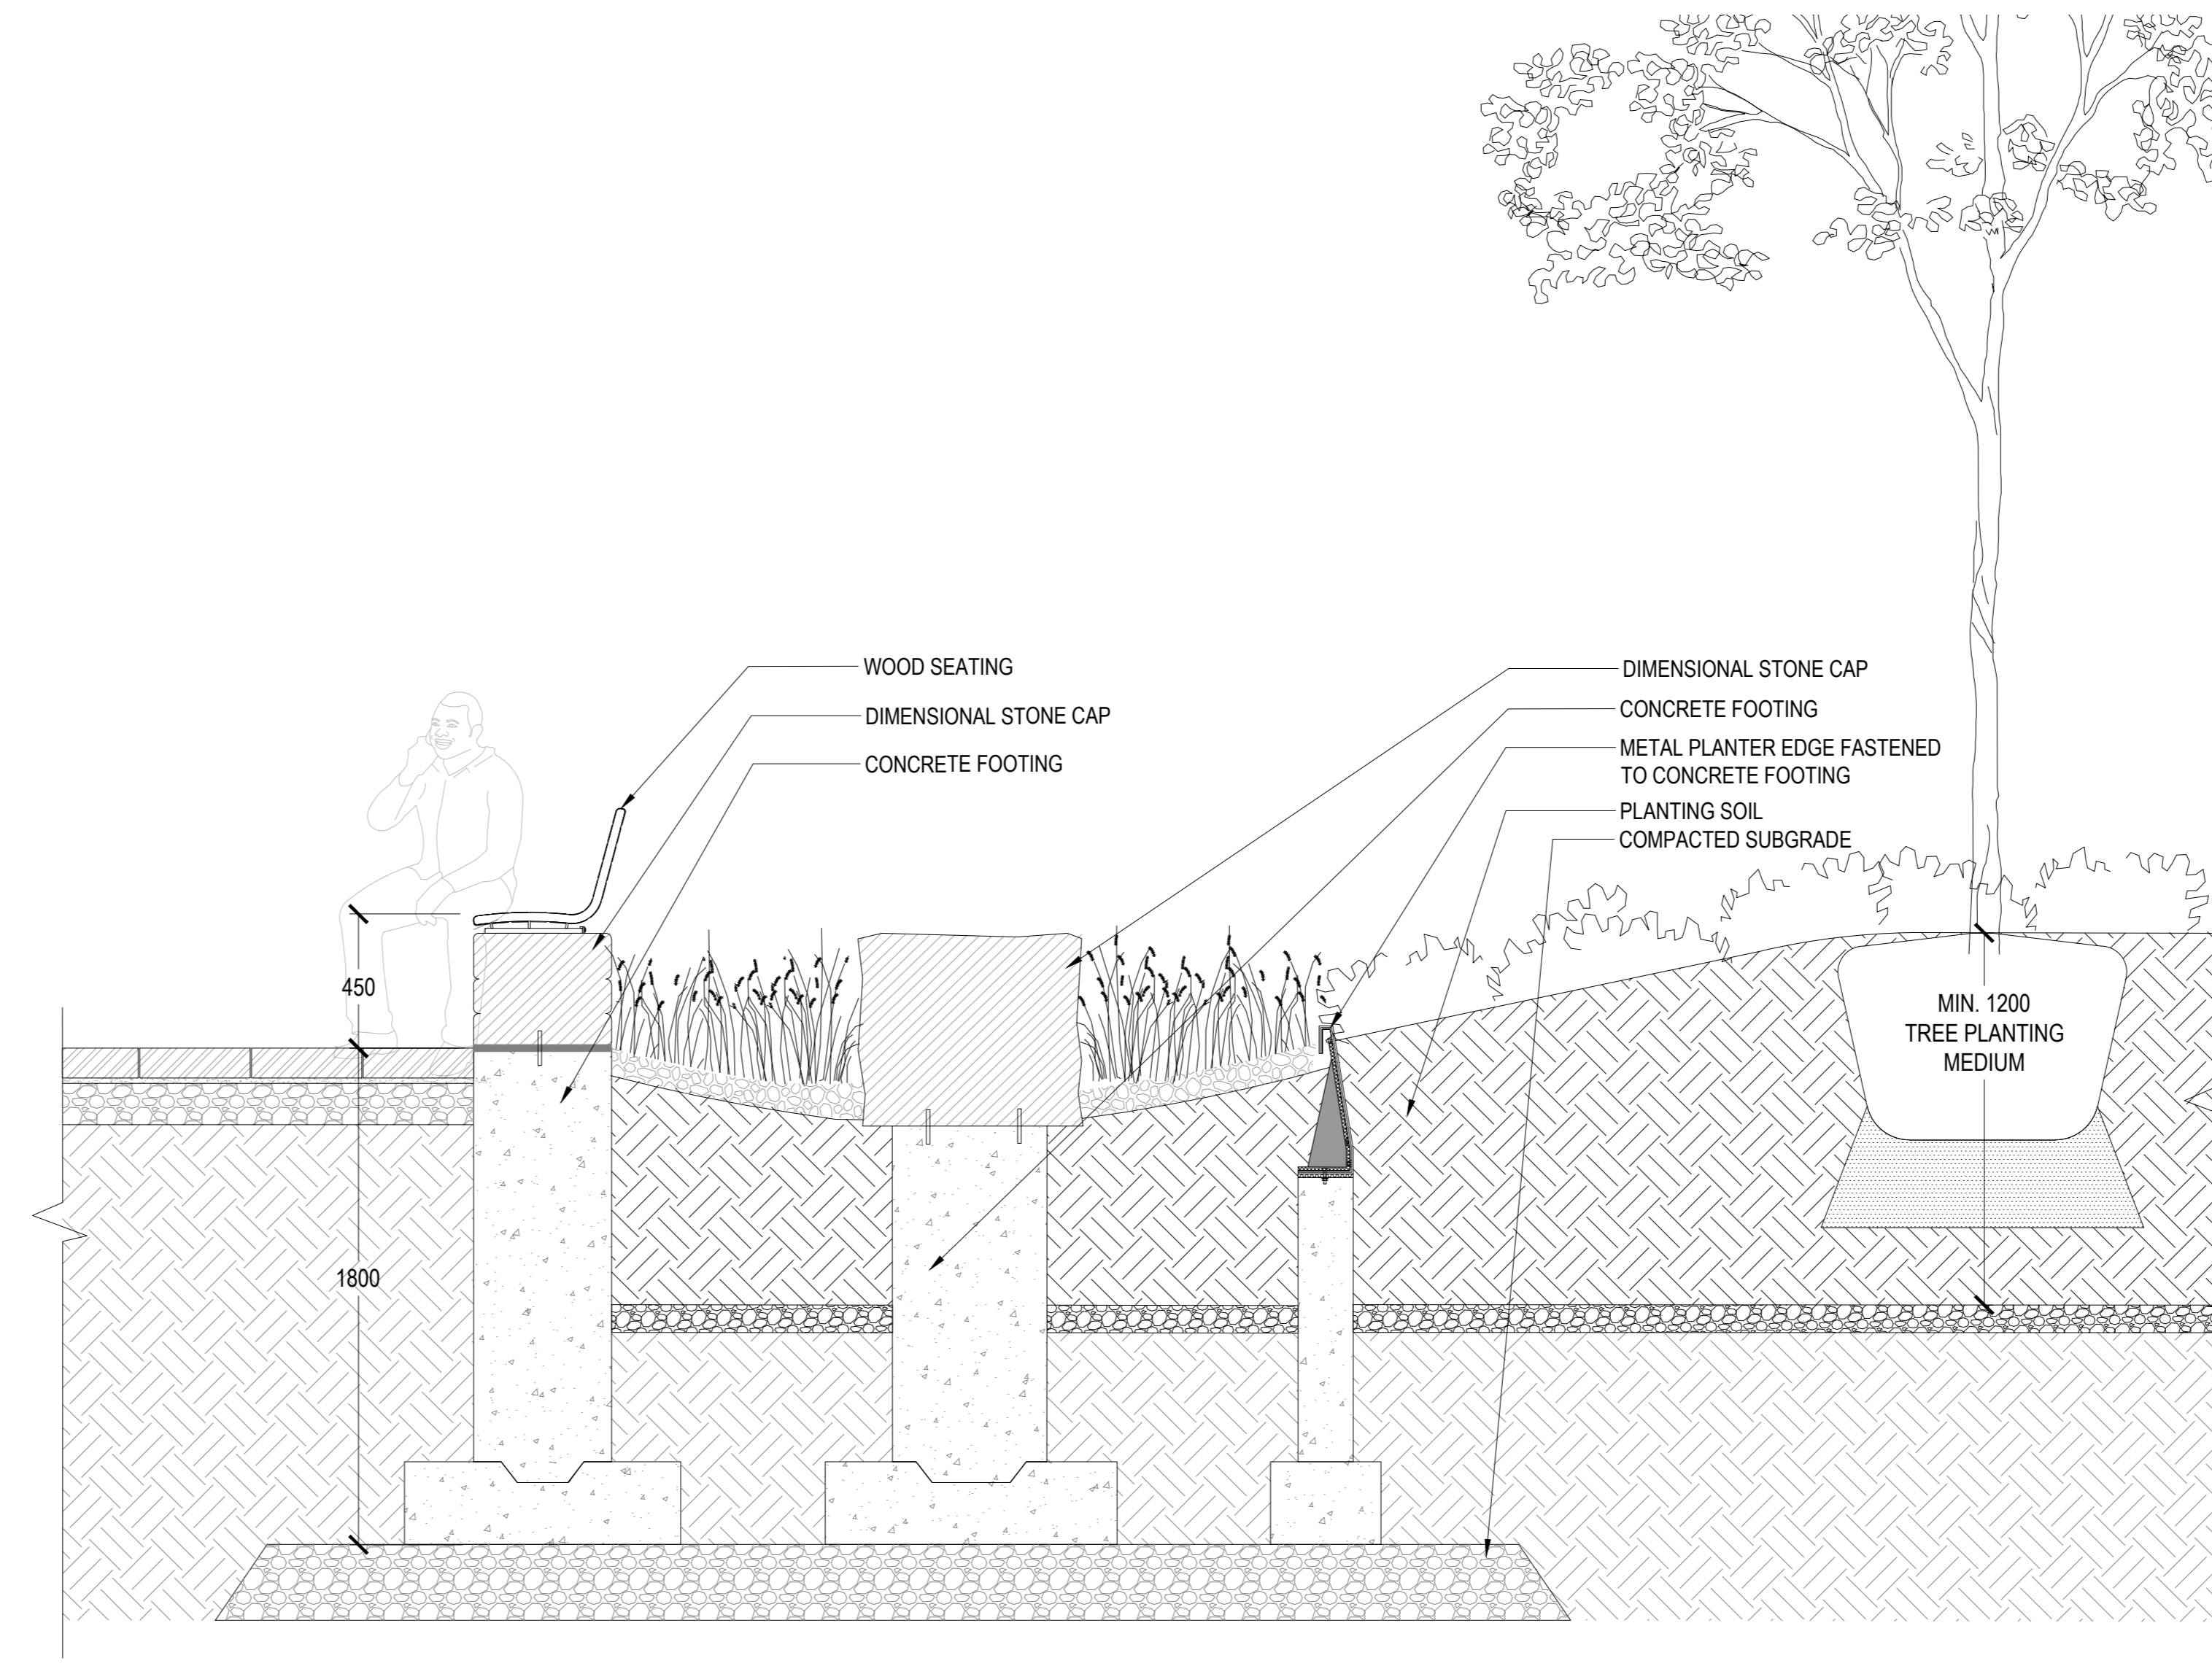 WOOD SEATING
DIMENSIONAL STONE CAP
CONCRETE FOOTING
DIMENSIONAL STONE CAP
CONCRETE FOOTING
METAL PLANTER EDGE FASTENED
TO CONCRETE FOOTING
PLANTING SOIL
COMPACTED SUBGRADE
450
1800
MIN. 1200
TREE PLANTING
MEDIUM